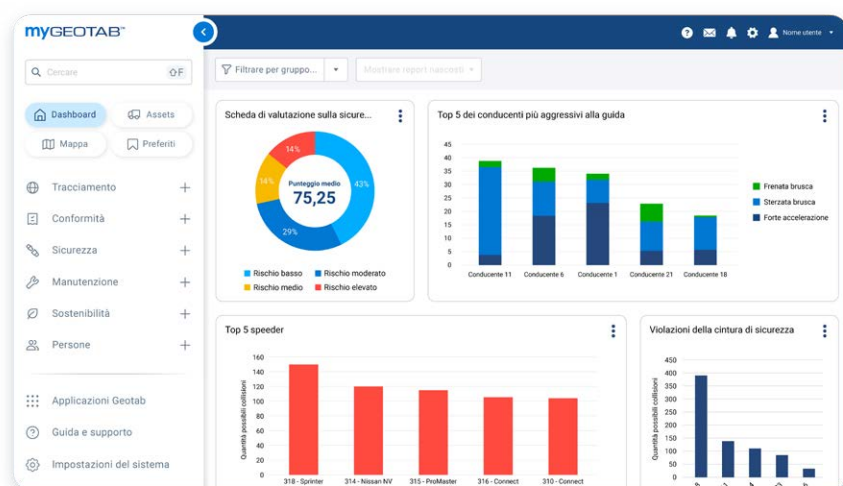 myGEOTAB™
Nome utente
Cercare
F
Filtrare per gruppo...
Mostrare report nascosti
Dashboard
Assets
Mappa
Preferiti
Tracciamento
Conformità
Sicurezza
Manutenzione
Sostenibilità
Persone
Applicazioni Geotab
Guida e supporto
Impostazioni del sistema
Scheda di valutazione sulla sicure...
14%
14%
43%
29%
Punteggio medio
75,25
Rischio basso
Rischio moderato
Rischio medio
Rischio elevato
Top 5 dei conducenti più aggressivi alla guida
45
40
35
30
25
20
15
10
5
0
Conducente 11
Conducente 6
Conducente 1
Conducente 21
Conducente 18
Frenata brusca
Sterzata brusca
Forte accelerazione
Top 5 speeder
Quantità possibili collisioni
160
140
120
100
80
60
40
20
0
318 - Sprinter
314 - Nissan NV
315 - ProMaster
316 - Connect
310 - Connect
Violazioni della cintura di sicurezza
Quantità possibili collisioni
450
400
350
300
250
200
150
100
50
0